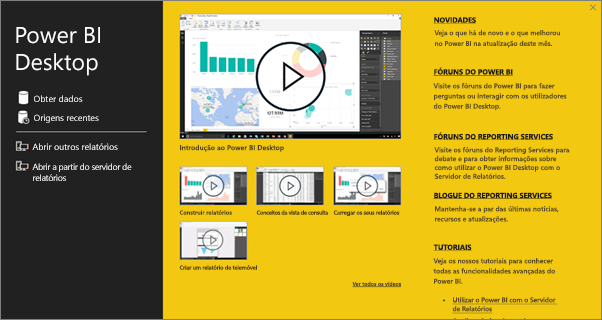 Power BI
Desktop
Obter dados
Origens recentes
Abrir outros relatórios
Abrir a partir do servidor de
relatórios
Introdução ao Power BI Desktop
Construir relatórios
Conceitos da vista de consulta
Carregar os seus relatórios
Criar um relatório de telemóvel
Ver todos os vídeos
NOVIDADES
Veja o que há de novo e o que melhorou
no Power BI na atualização deste mês.
FÓRUNS DO POWER BI
Visite os fóruns do Power BI para fazer
perguntas ou interagir com os utilizadores
do Power BI Desktop.
FÓRUNS DO REPORTING SERVICES
Visite os fóruns do Reporting Services para
debate e para obter informações sobre
como utilizar o Power BI Desktop com o
Servidor de Relatórios.
BLOGUE DO REPORTING SERVICES
Mantenha-se a par das últimas notícias,
recursos e atualizações.
TUTORIAIS
Veja os nossos tutoriais para conhecer
todas as funcionalidades avançadas do
Power BI.
• Utilizar o Power BI com o Servidor
de Relatórios